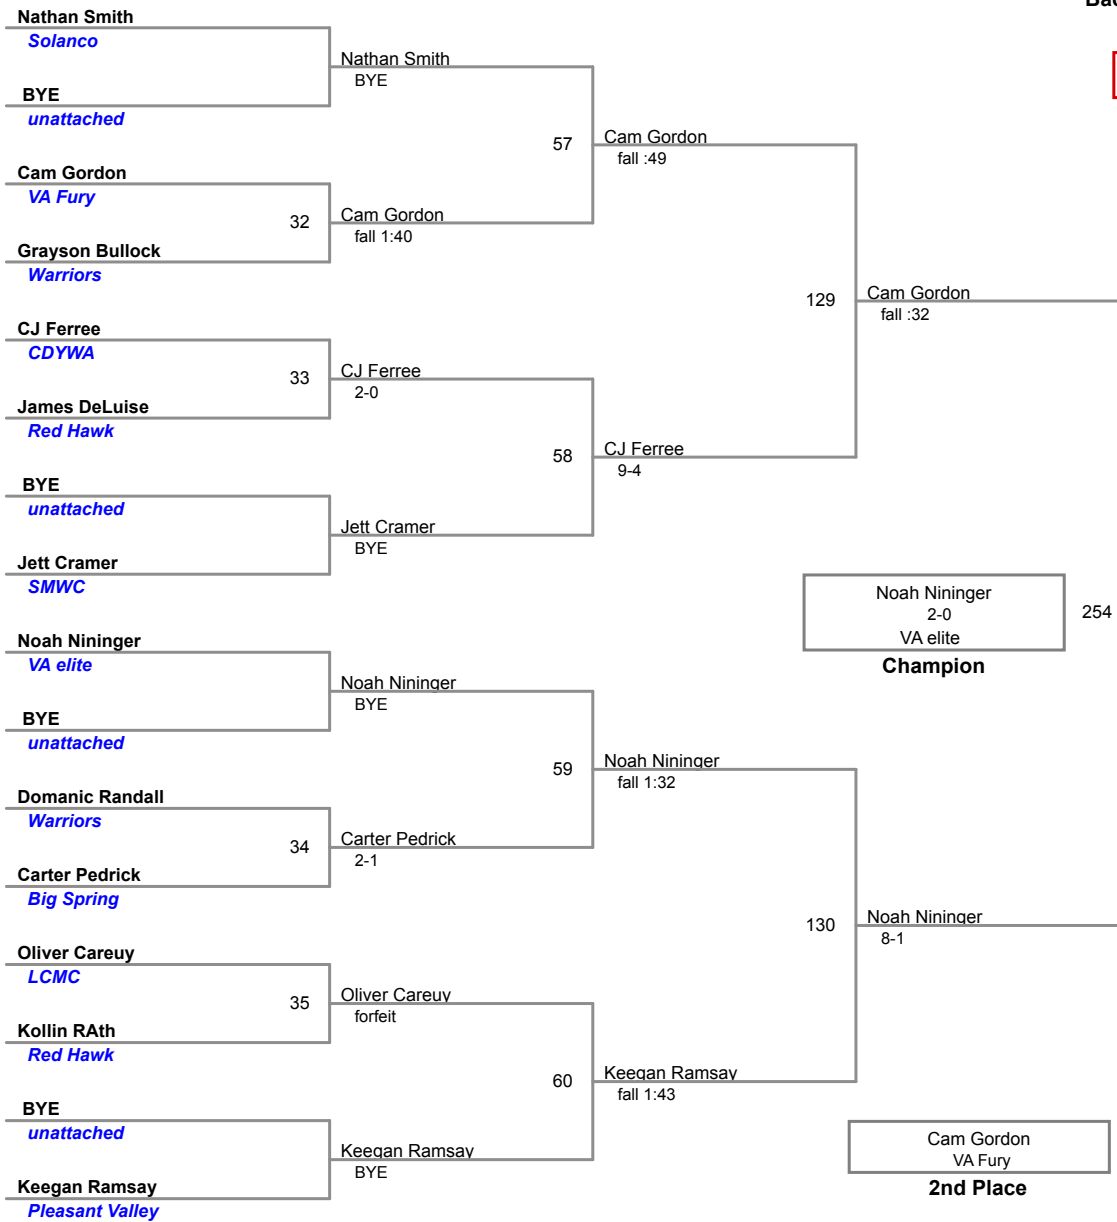 Bac
Nathan Smith
Solanco
Nathan Smith
BYE
BYE
unattached
57
Cam Gordon
fall :49
Cam Gordon
VA Fury
32
Cam Gordon
fall 1:40
Grayson Bullock
Warriors
129
Cam Gordon
fall :32
CJ Ferree
CDYWA
33
CJ Ferree
2-0
James DeLuise
Red Hawk
58
CJ Ferree
9-4
BYE
unattached
Jett Cramer
BYE
Jett Cramer
SMWC
Noah Nininger
2-0
VA elite
254
Champion
Noah Nininger
VA elite
Noah Nininger
BYE
BYE
unattached
59
Noah Nininger
fall 1:32
Domanic Randall
Warriors
34
Carter Pedrick
2-1
Carter Pedrick
Big Spring
130
Noah Nininger
8-1
Oliver Careuy
LCMC
35
Oliver Careuy
forfeit
Kollin RAth
Red Hawk
60
Keegan Ramsay
fall 1:43
BYE
unattached
Keegan Ramsay
BYE
Keegan Ramsay
Pleasant Valley
Cam Gordon
VA Fury
2nd Place